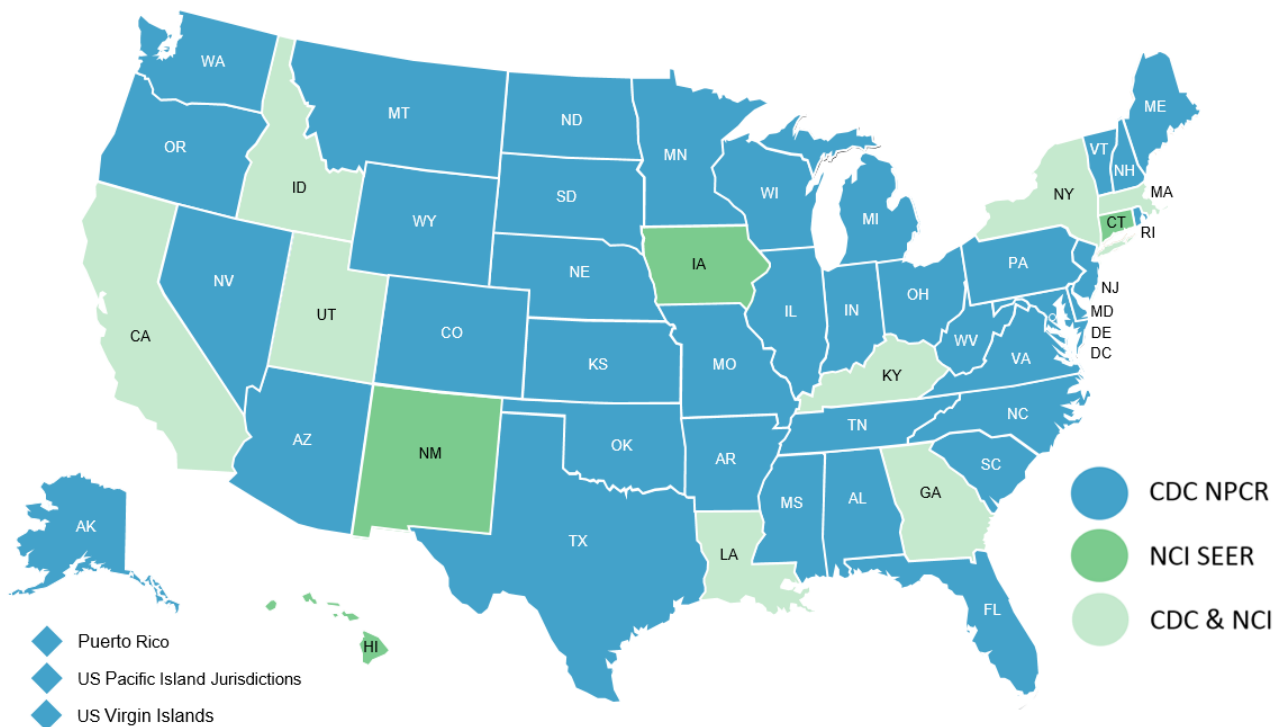 WA
MT
ND
MN
ME
OR
ID
SD
WI
VT
NH
MI
NY
MA
CT
RI
WY
IA
NE
PA
NJ
NV
UT
CO
IL
IN
OH
MD
DE
DC
CA
KS
MO
WV
VA
KY
NC
AZ
NM
OK
AR
TN
SC
MS
AL
GA
AK
TX
LA
FL
HI
CDC NPCR
NCI SEER
CDC & NCI
Puerto Rico
US Pacific Island Jurisdictions
US Virgin Islands